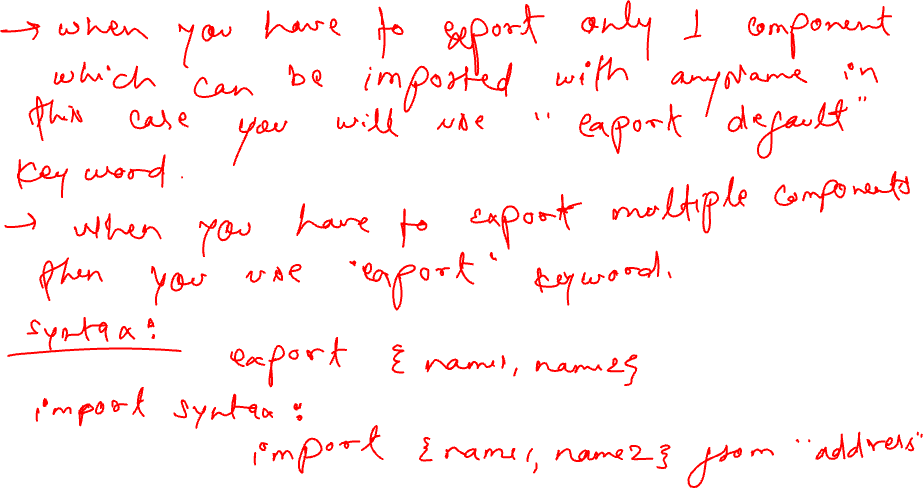 → when you have to export only 1 component
which can be imported with anyName in
this case you will use "export default"
keyword.
→ when you have to export multiple components
then you use "export" keyword.
syntax:
export { name1, name2}
import syntax:
import {name1, name2} from "address"